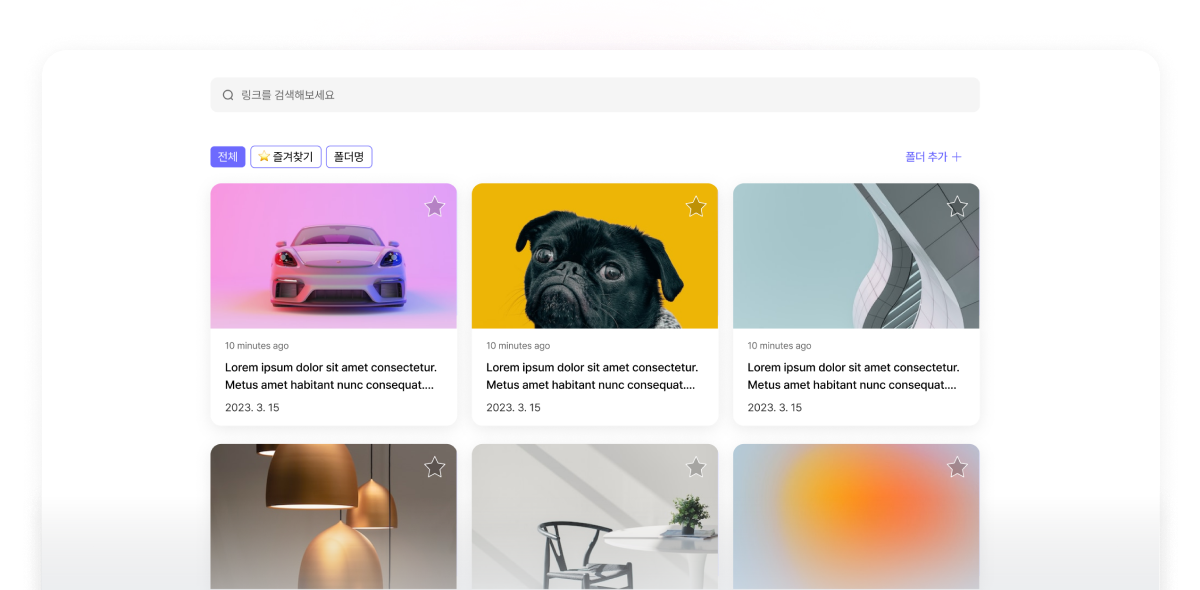 링크를 검색해보세요
전체
⭐ 즐겨찾기
폴더명
폴더 추가 +
10 minutes ago
Lorem ipsum dolor sit amet consectetur.
Metus amet habitant nunc consequat....
2023. 3. 15
10 minutes ago
Lorem ipsum dolor sit amet consectetur.
Metus amet habitant nunc consequat....
2023. 3. 15
10 minutes ago
Lorem ipsum dolor sit amet consectetur.
Metus amet habitant nunc consequat....
2023. 3. 15